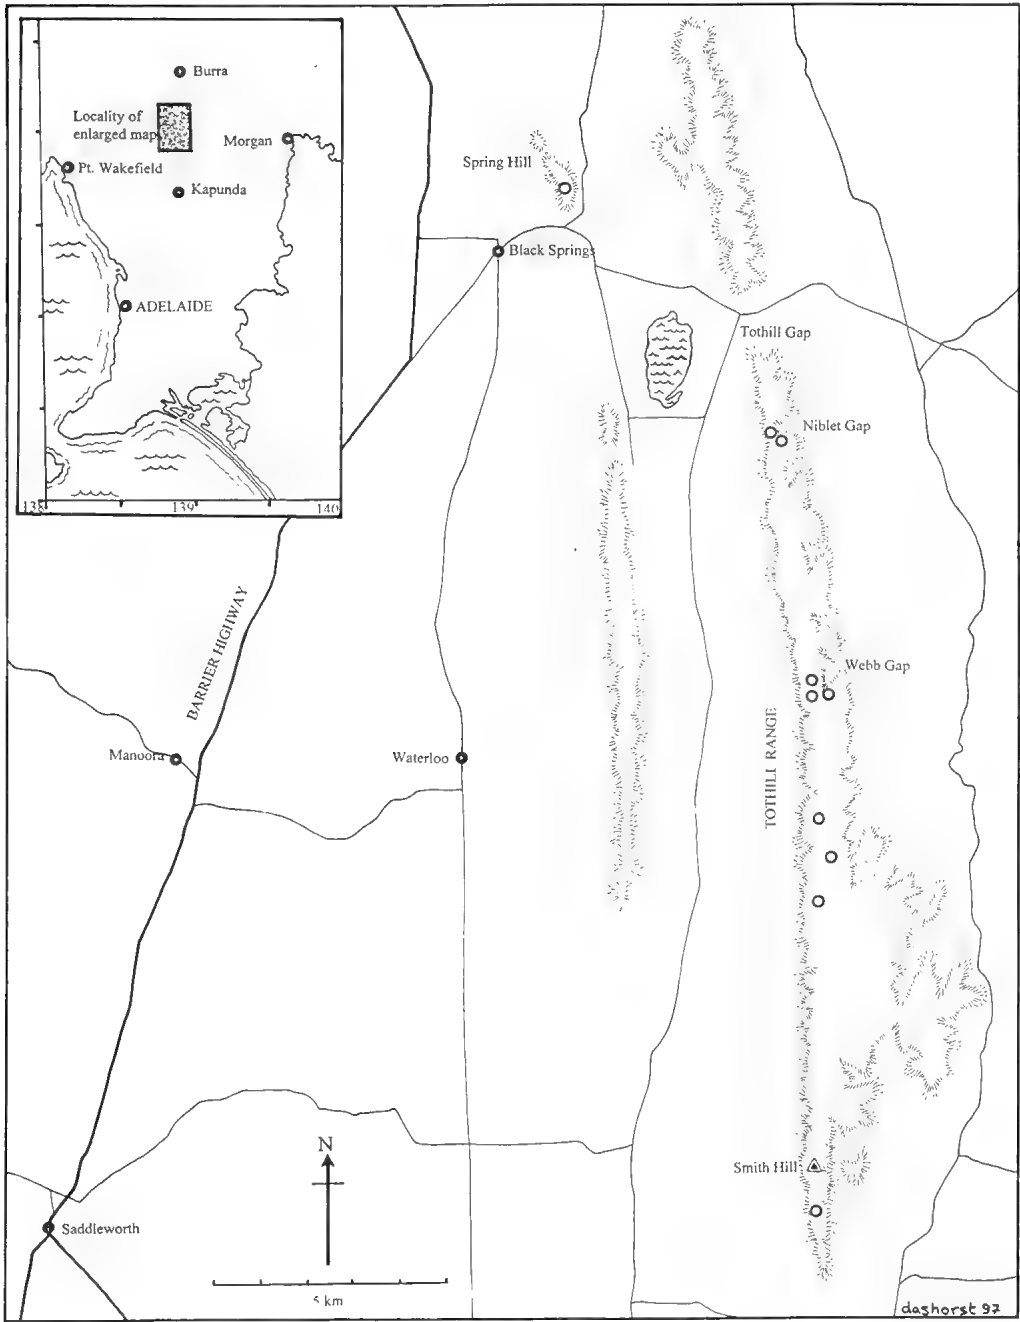 Burra
Locality of
enlarged map
Morgan
Pt. Wakefield
Kapunda
ADELAIDE
138
139
140
Spring Hill
Black Springs
Tothill Gap
Niblet Gap
BARRIER HIGHWAY
Webb Gap
TOTHILL RANGE
Manoora
Waterloo
N
Smith Hill
Saddleworth
5 km
dashorst 97